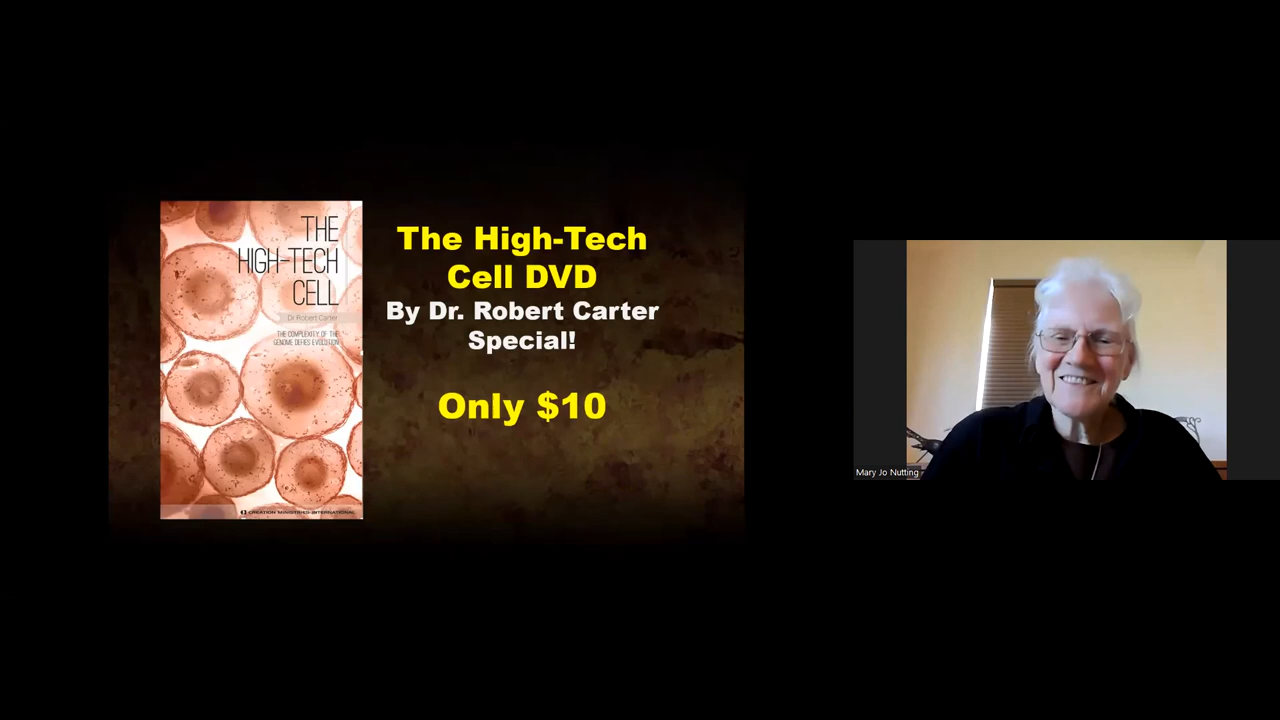 THE
HIGH-TECH
CELL
Dr Robert Carter
THE COMPLEXITY OF THE
GENOME DEFIES EVOLUTION
CREATION MINISTRIES INTERNATIONAL
The High-Tech
Cell DVD
By Dr. Robert Carter
Special!
Only $10
Mary Jo Nutting